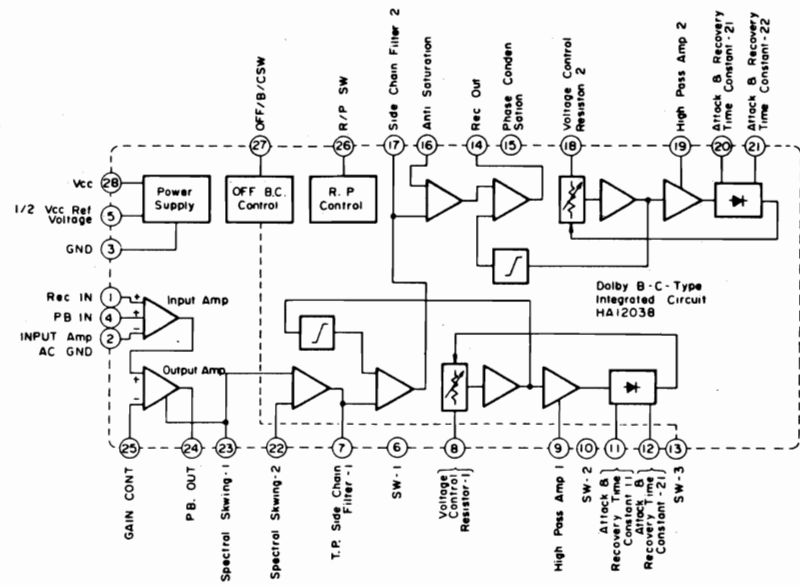 OFF/B/CSW
R/P SW
Side Chain Filter 2
Anti Saturation
Rec Out
Phase Conden
Sation
Voltage Control
Resiston 2
High Pass Amp 2
Attack & Recovery
Time Constant-21
Attack & Recovery
Time Constant-22
27
26
17
16
14
15
18
19
20
21
Vcc
28
Power
Supply
OFF B.C.
Control
R. P
Control
1/2 Vcc Ref
Voltage
5
GND
3
Rec IN
1
PB IN
4
INPUT Amp
AC GND
2
+
+
−
Input Amp
Dolby B-C-Type
Integrated Circuit
HA12038
Output Amp
+
−
25
24
23
22
7
6
8
9
10
11
12
13
GAIN CONT
PB. OUT
Spectral Skwing-1
Spectral Skwing-2
T.P. Side Chain
Filter-1
SW-1
Voltage
Control
Resistor-1
High Pass Amp 1
SW-2
Attack &
Recovery Time
Constant 11
Attack &
Recovery Time
Constant-21
SW-3